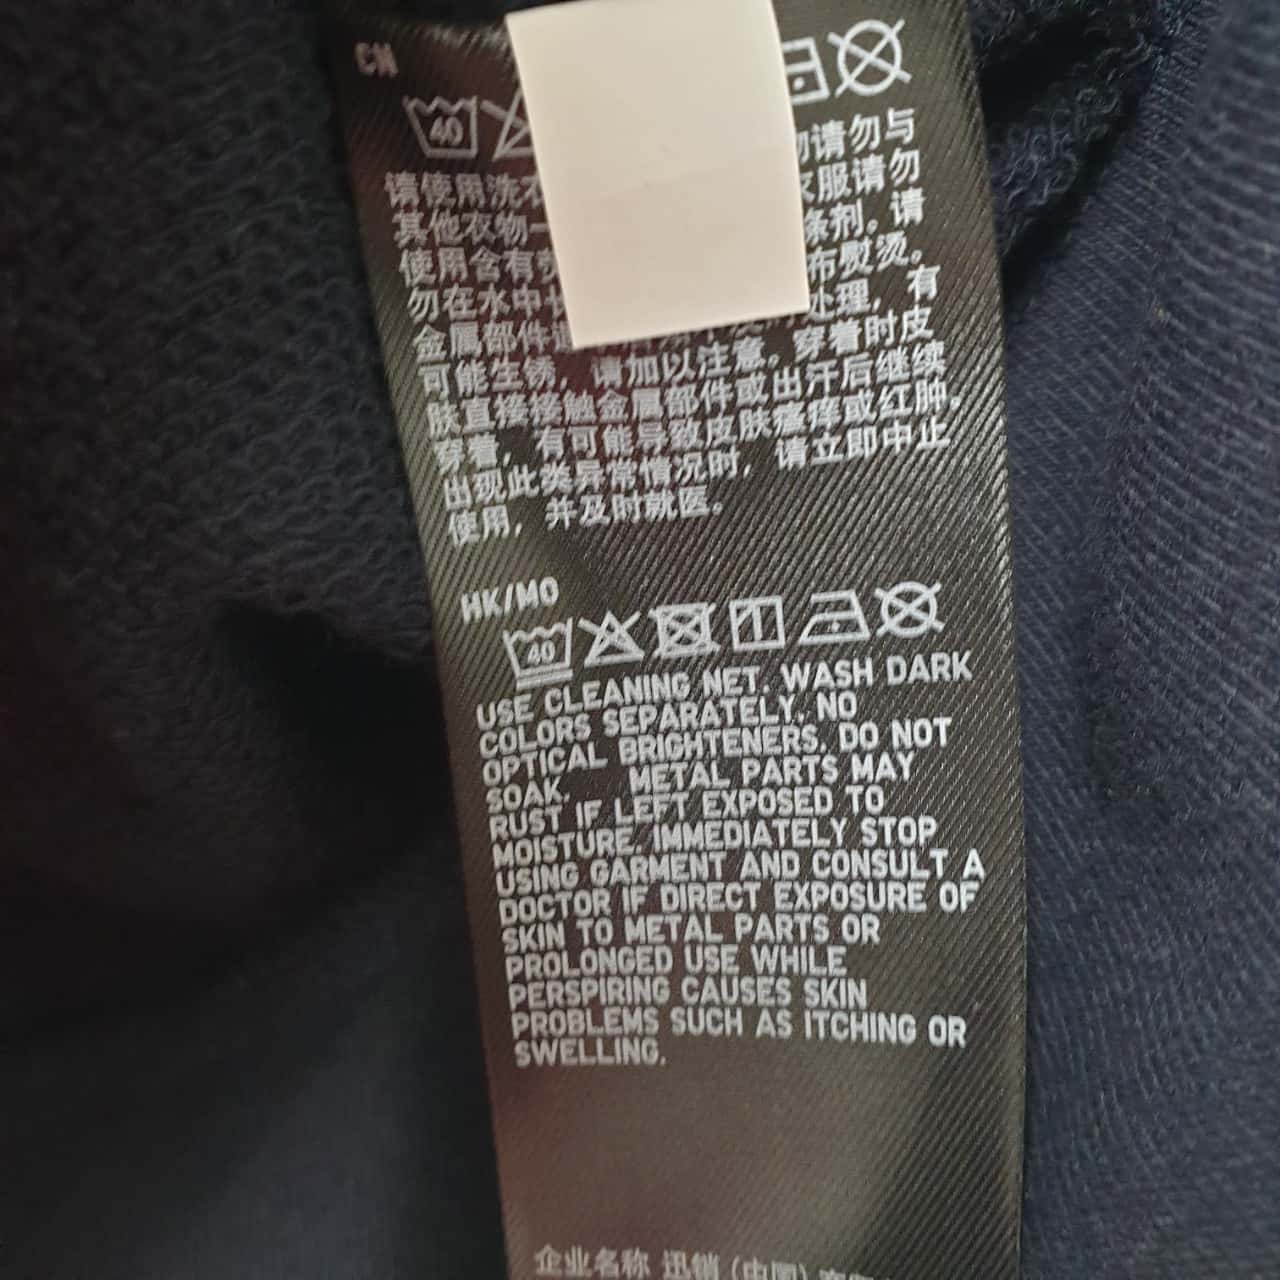 CN
40
请使用洗衣 物请勿与
其他衣物一 衣服请勿
使用含有荧 条剂。请
勿在水中长 布熨烫。
金属部件遇 处理，有
可能生锈，请加以注意。穿着时皮
肤直接接触金属部件或出汗后继续
穿着，有可能导致皮肤瘙痒或红肿。
出现此类异常情况时，请立即中止
使用，并及时就医。
HK/MO
40
USE CLEANING NET. WASH DARK
COLORS SEPARATELY. NO
OPTICAL BRIGHTENERS. DO NOT
SOAK. METAL PARTS MAY
RUST IF LEFT EXPOSED TO
MOISTURE. IMMEDIATELY STOP
USING GARMENT AND CONSULT A
DOCTOR IF DIRECT EXPOSURE OF
SKIN TO METAL PARTS OR
PROLONGED USE WHILE
PERSPIRING CAUSES SKIN
PROBLEMS SUCH AS ITCHING OR
SWELLING.
企业名称 迅销（中国）